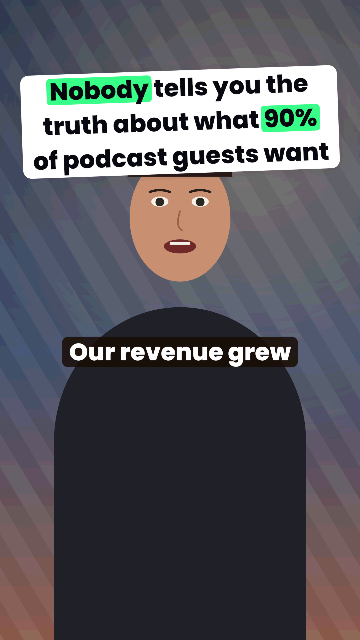 Nobody tells you the
truth about what 90%
of podcast guests want
Our revenue grew